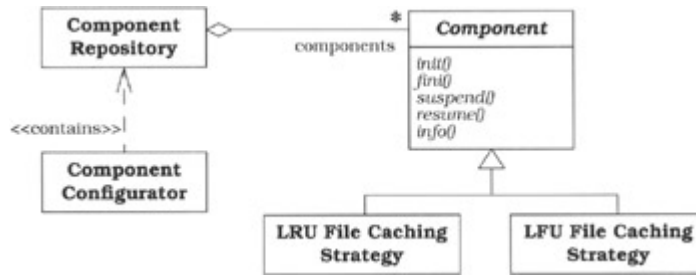 Component
Repository
*
components
Component
init()
fini()
suspend()
resume()
info()
<<contains>>
Component
Configurator
LRU File Caching
Strategy
LFU File Caching
Strategy